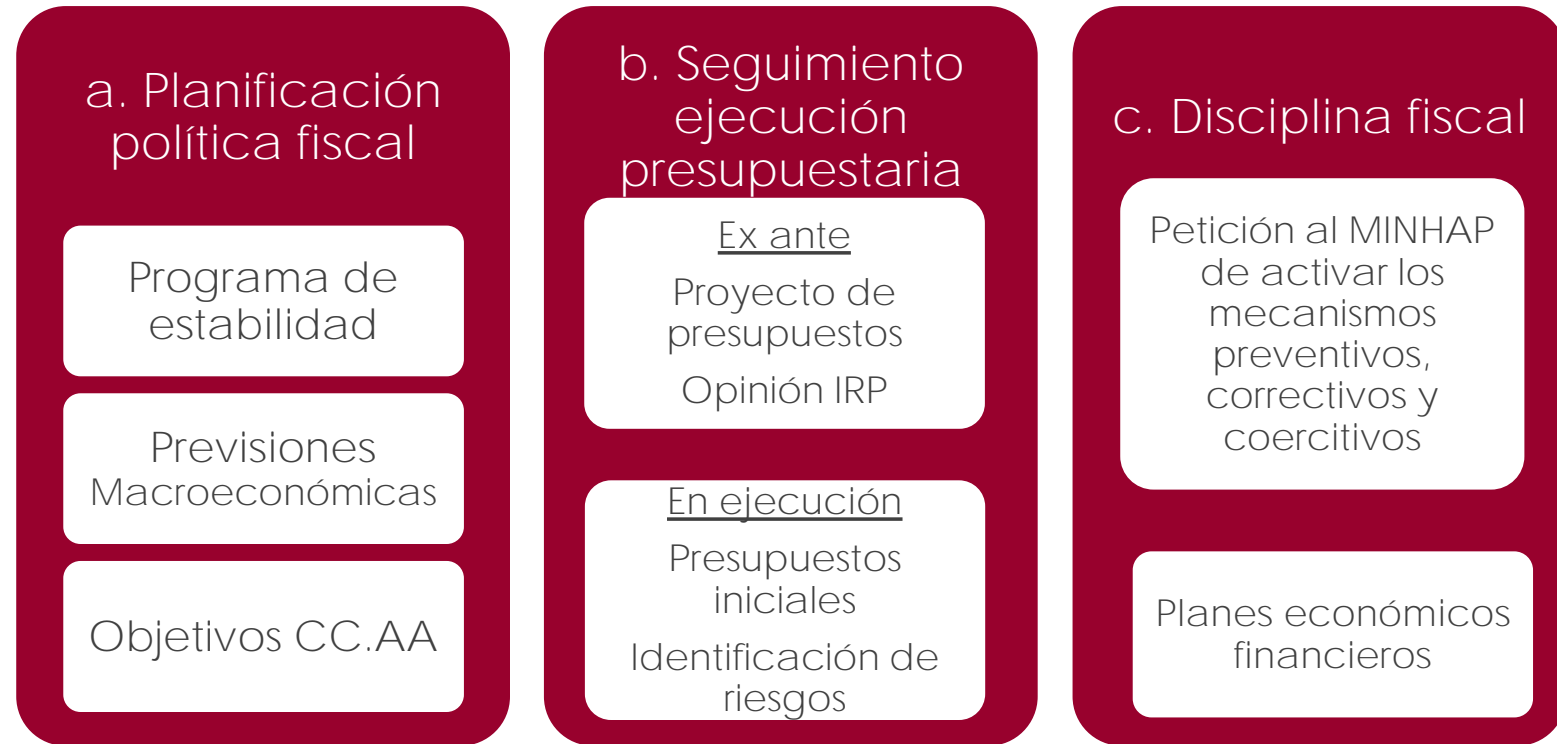 a. Planificación
política fiscal
Programa de
estabilidad
Previsiones
Macroeconómicas
Objetivos CC.AA
b. Seguimiento
ejecución
presupuestaria
Ex ante
Proyecto de
presupuestos
Opinión IRP
En ejecución
Presupuestos
iniciales
Identificación de
riesgos
c. Disciplina fiscal
Petición al MINHAP
de activar los
mecanismos
preventivos,
correctivos y
coercitivos
Planes económicos
financieros